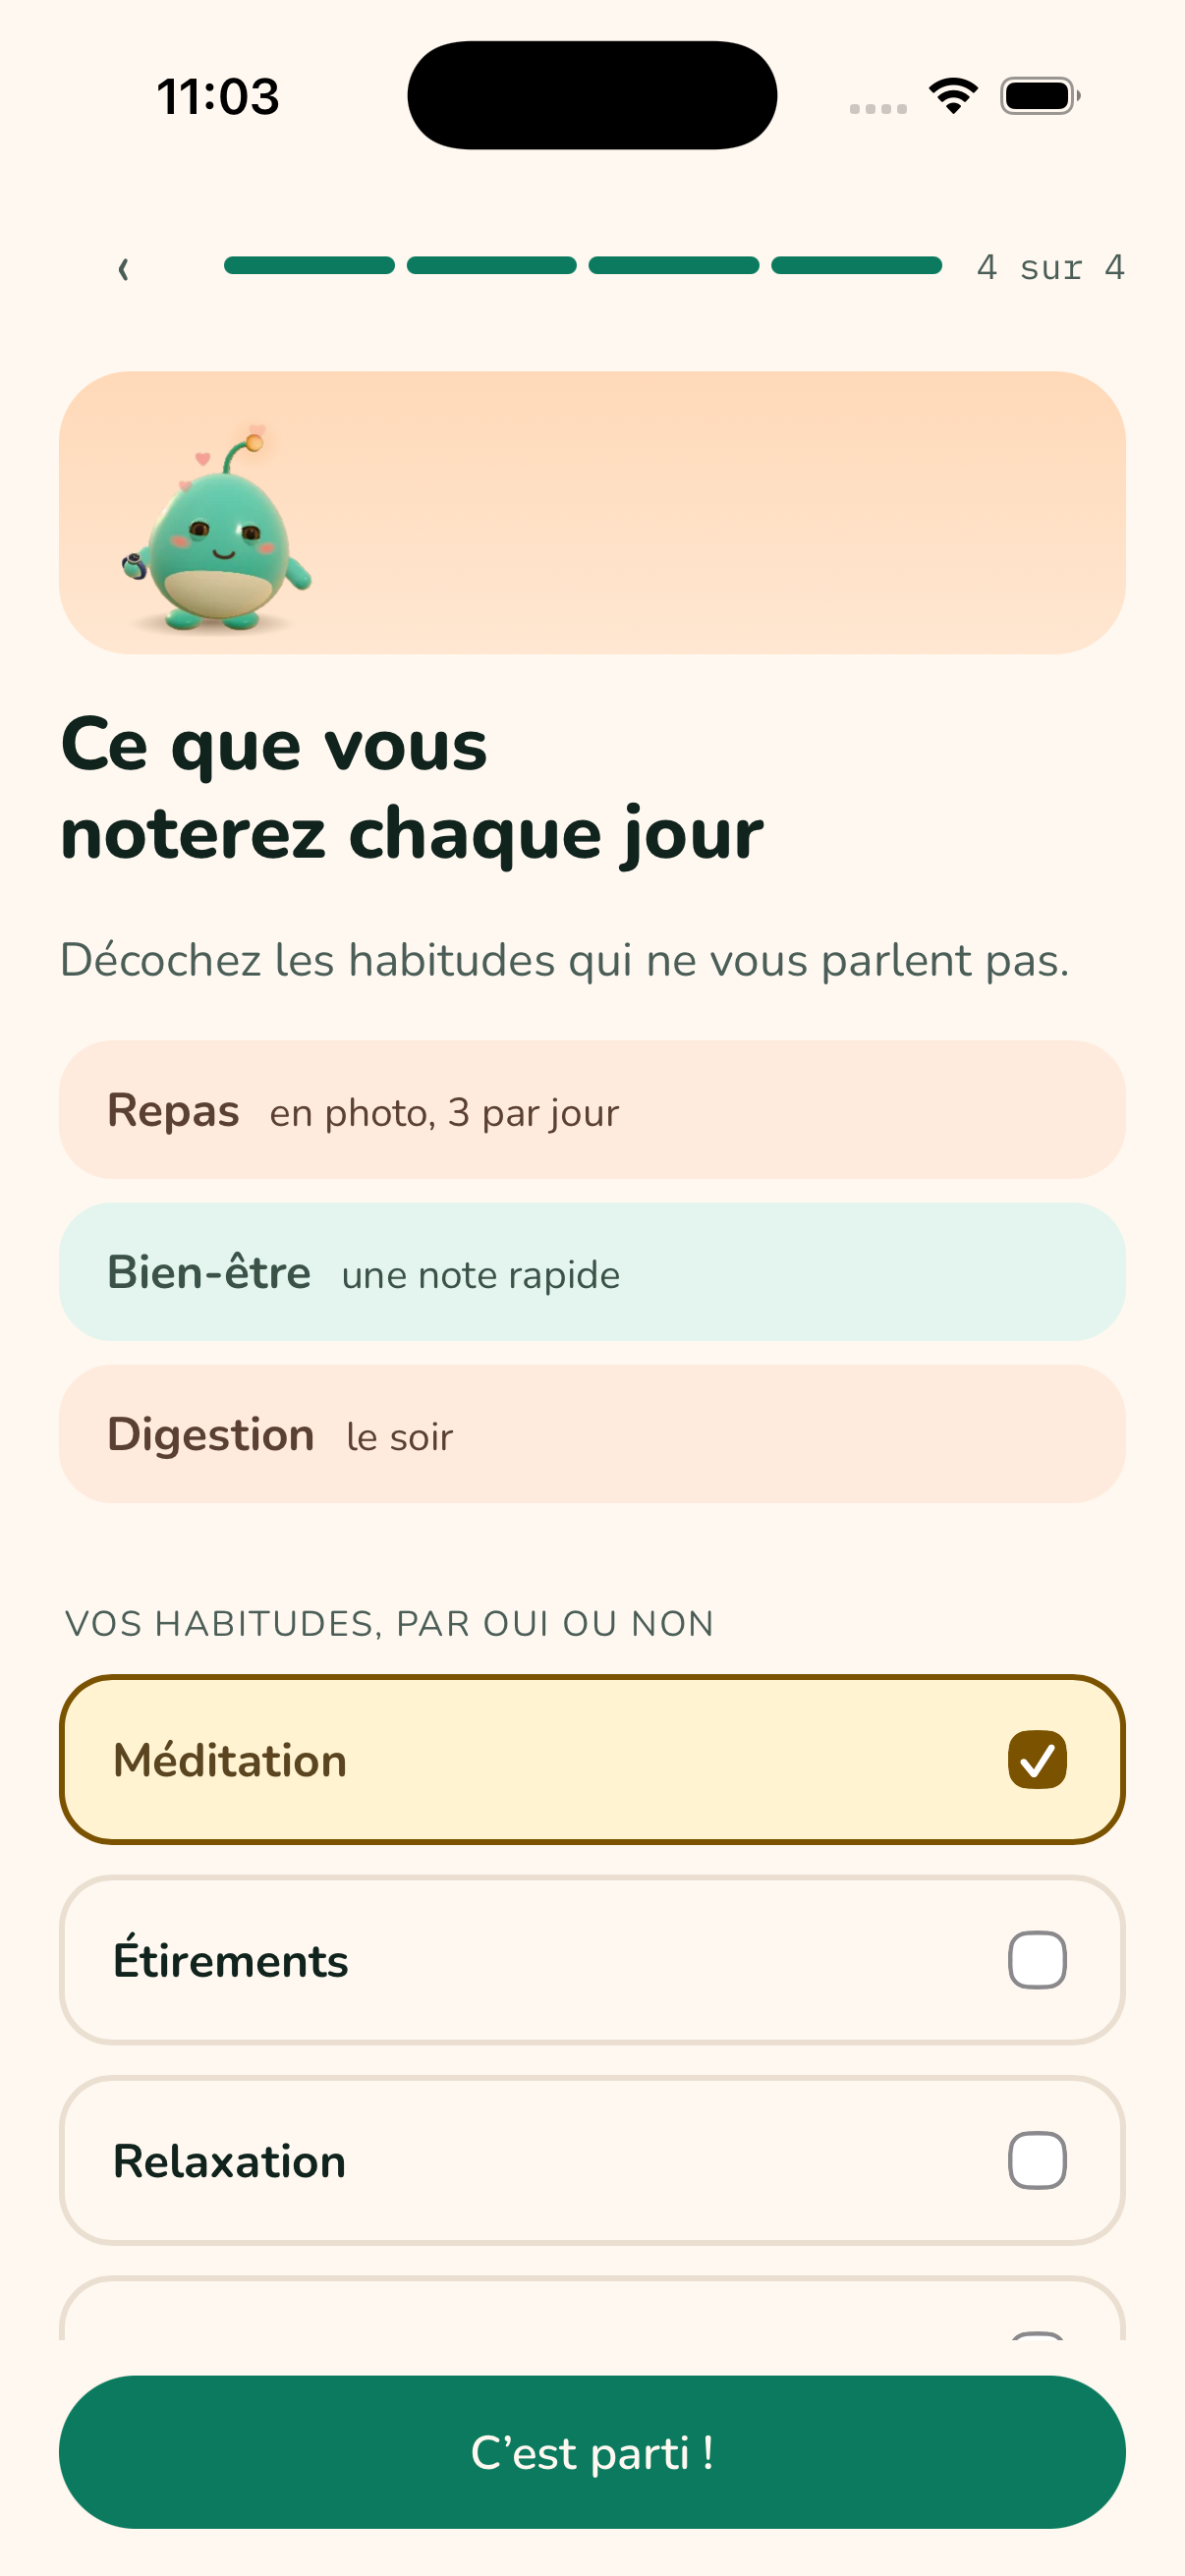 11:03
4 sur 4
Ce que vous
noterez chaque jour
Décochez les habitudes qui ne vous parlent pas.
Repas en photo, 3 par jour
Bien-être une note rapide
Digestion le soir
VOS HABITUDES, PAR OUI OU NON
Méditation
Étirements
Relaxation
C’est parti !